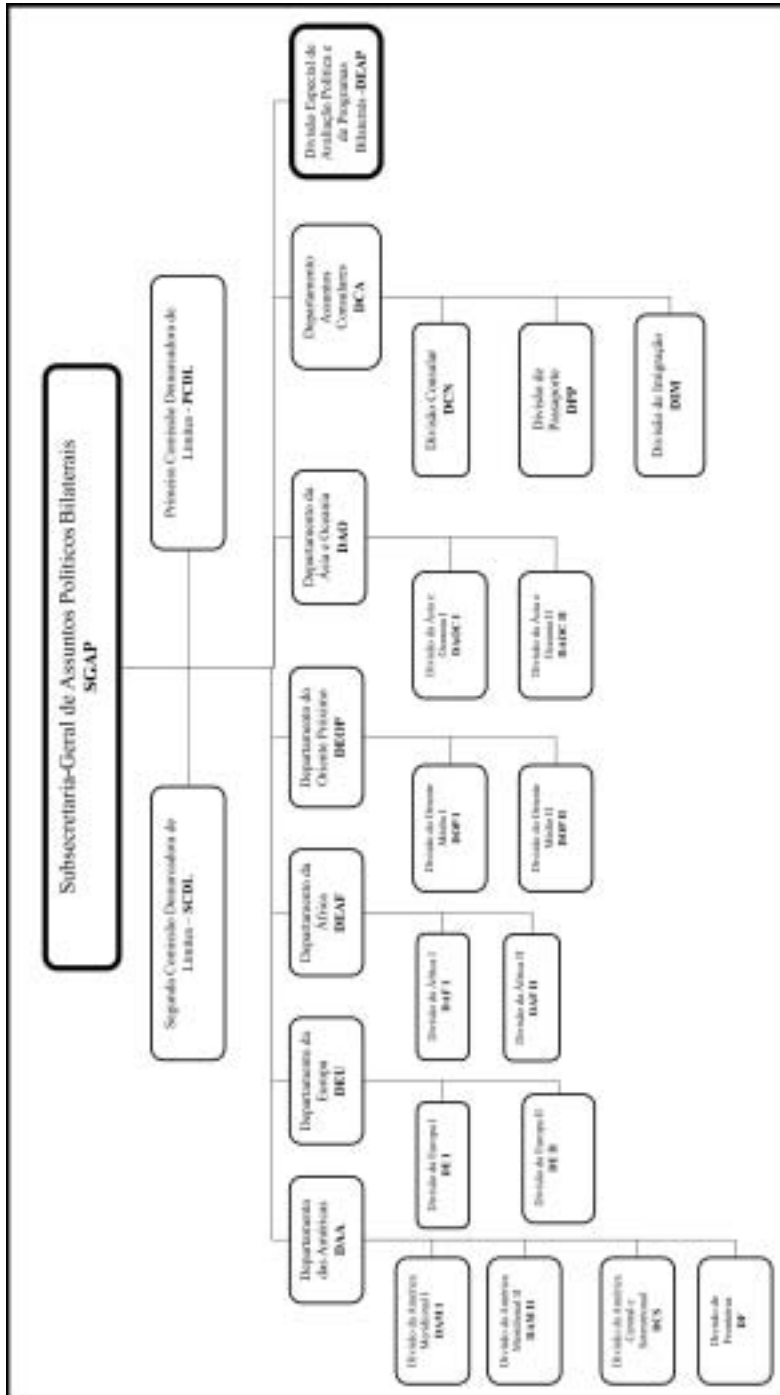 Subsecretaria-Geral de Assuntos Políticos Bilaterais
SGAP
Segunda Comissão Demarcadora de
Limites - SCDL
Primeira Comissão Demarcadora de
Limites - PCDL
Departamento
das Américas
DAA
Departamento da
Europa
DEU
Departamento da
África
DEAF
Departamento do
Oriente Próximo
DEOP
Departamento da
Ásia e Oceania
DAO
Departamento
Assuntos
Consulares
DCA
Divisão Especial de
Avaliação Política e
de Programas
Bilaterais -DEAP
Divisão da América
Meridional I
DAM I
Divisão da América
Meridional II
DAM II
Divisão da América
Central e
Setentrional
DCS
Divisão de
Fronteiras
DF
Divisão da Europa I
DE I
Divisão da Europa II
DE II
Divisão da África I
DAF I
Divisão da África II
DAF II
Divisão do Oriente
Médio I
DOP I
Divisão do Oriente
Médio II
DOP II
Divisão da Ásia e
Oceania I
DAOC I
Divisão da Ásia e
Oceania II
DAOC II
Divisão Consular
DCN
Divisão de
Passaporte
DPP
Divisão de Imigração
DIM